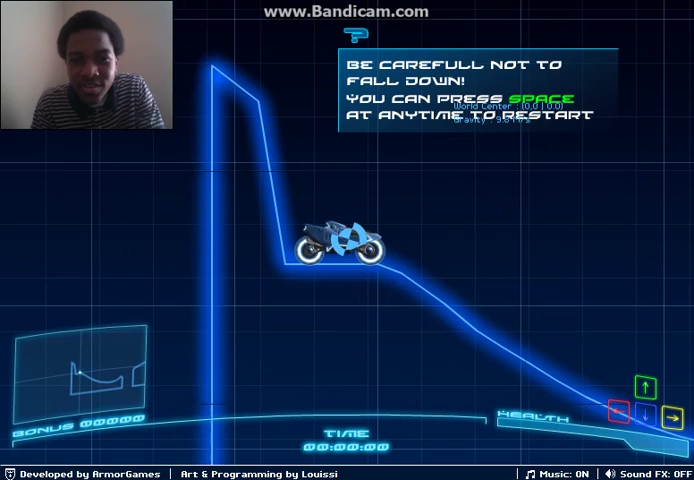 www.Bandicam.com
BE CAREFULL NOT TO
FALL DOWN!
YOU CAN PRESS SPACE
World Center : (0,0 | 0.0)
AT ANYTIME TO RESTART
BONUS 00000
HEALTH
TIME
00:00:00
Developed by ArmorGames | Art & Programming by Louissi | Music: ON | Sound FX: OFF